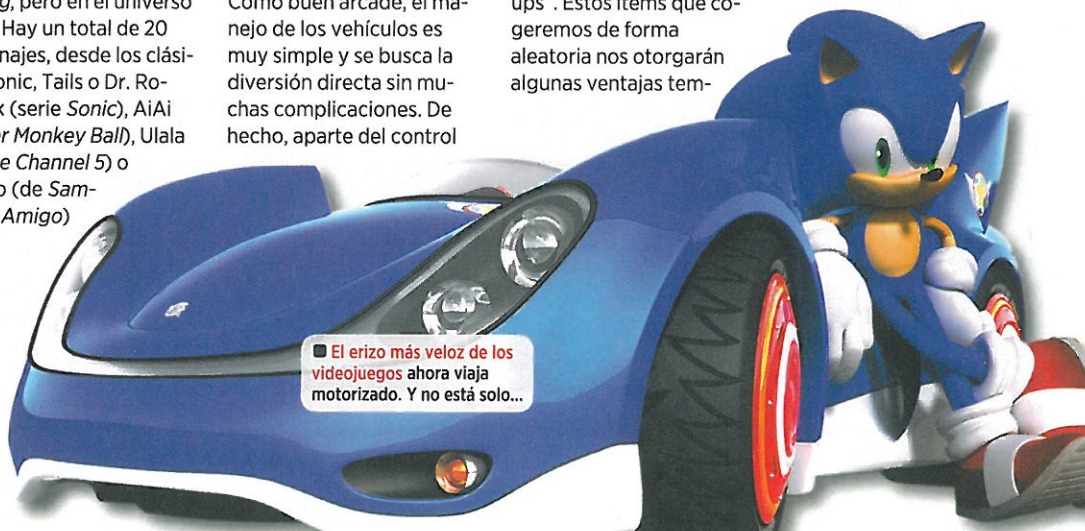 pero en el universo
Hay un total de 20
najes, desde los clási-
onic, Tails o Dr. Ro-
(serie Sonic), AiAi
Monkey Ball), Ulala
Channel 5) o
(de Sam-
Amigo)
Como buen arcade, el ma-
nejo de los vehículos es
muy simple y se busca la
diversión directa sin mu-
chas complicaciones. De
hecho, aparte del control
ups". Estos ítems que co-
geremos de forma
aleatoria nos otorgarán
algunas ventajas tem-
El erizo más veloz de los
videojuegos ahora viaja
motorizado. Y no está solo...